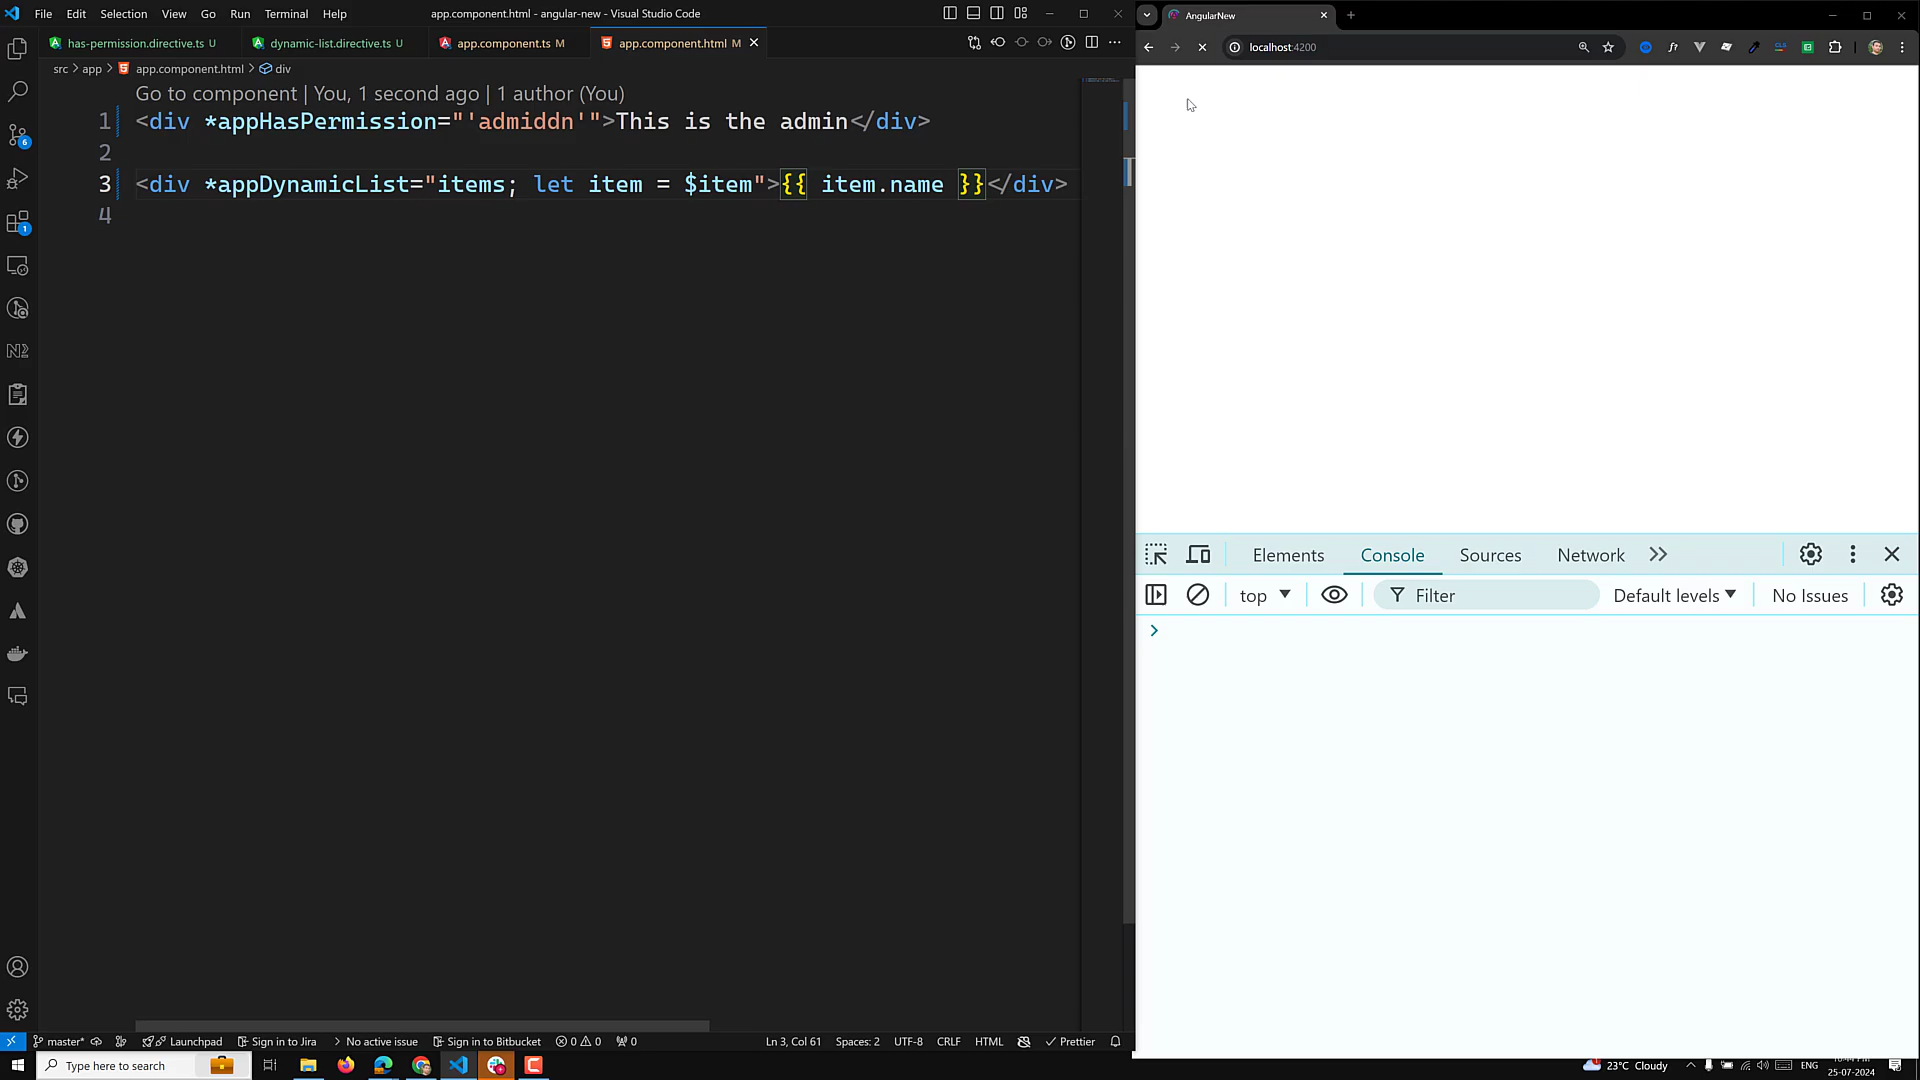 File Edit Selection View Go Run Terminal Help
app.component.html - angular-new - Visual Studio Code
has-permission.directive.ts U
dynamic-list.directive.ts U
app.component.ts M
app.component.html M
src > app > app.component.html > div
Go to component | You, 1 second ago | 1 author (You)
1 <div *appHasPermission="'admiddn'">This is the admin</div>
2
3 <div *appDynamicList="items; let item = $item">{{ item.name }}</div>
4
6
1
N2
master*
Launchpad
Sign in to Jira
No active issue
Sign in to Bitbucket
0 0
0
Ln 3, Col 61
Spaces: 2
UTF-8
CRLF
HTML
Prettier
AngularNew
localhost:4200
Elements Console Sources Network
top
Filter
Default levels
No Issues
Type here to search
23°C Cloudy
ENG
25-07-2024